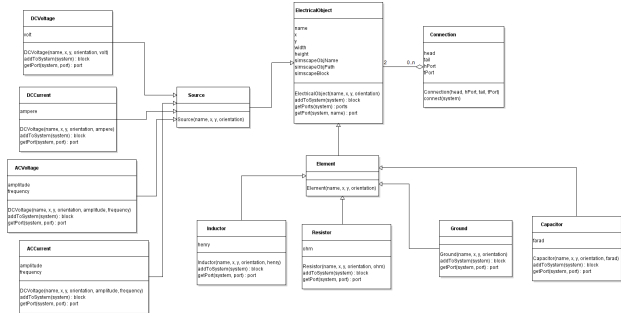 DCVoltage
volt
DCVoltage(name, x, y, orientation, volt)
addToSystem(system) : block
getPort(system, port) : port
DCCurrent
ampere
DCVoltage(name, x, y, orientation, ampere)
addToSystem(system) : block
getPort(system, port) : port
ACVoltage
amplitude
frequency
DCVoltage(name, x, y, orientation, amplitude, frequency)
addToSystem(system) : block
getPort(system, port) : port
ACCurrent
amplitude
frequency
DCVoltage(name, x, y, orientation, amplitude, frequency)
addToSystem(system) : block
getPort(system, port) : port
Source
Source(name, x, y, orientation)
ElectricalObject
name
x
y
width
height
simscapeObjName
simscapeObjPath
simscapeBlock
ElectricalObject(name, x, y, orientation)
addToSystem(system) : block
getPorts(system) : ports
getPort(system, name) : port
2
0..n
Connection
head
tail
hPort
tPort
Connection(head, hPort, tail, tPort)
connect(system)
Element
Element(name, x, y, orientation)
Inductor
henry
Inductor(name, x, y, orientation, henry)
addToSystem(system) : block
getPort(system, port) : port
Resistor
ohm
Resistor(name, x, y, orientation, ohm)
addToSystem(system) : block
getPort(system, port) : port
Ground
Ground(name, x, y, orientation)
addToSystem(system) : block
getPort(system, port) : port
Capacitor
farad
Capacitor(name, x, y, orientation, farad)
addToSystem(system) : block
getPort(system, port) : port